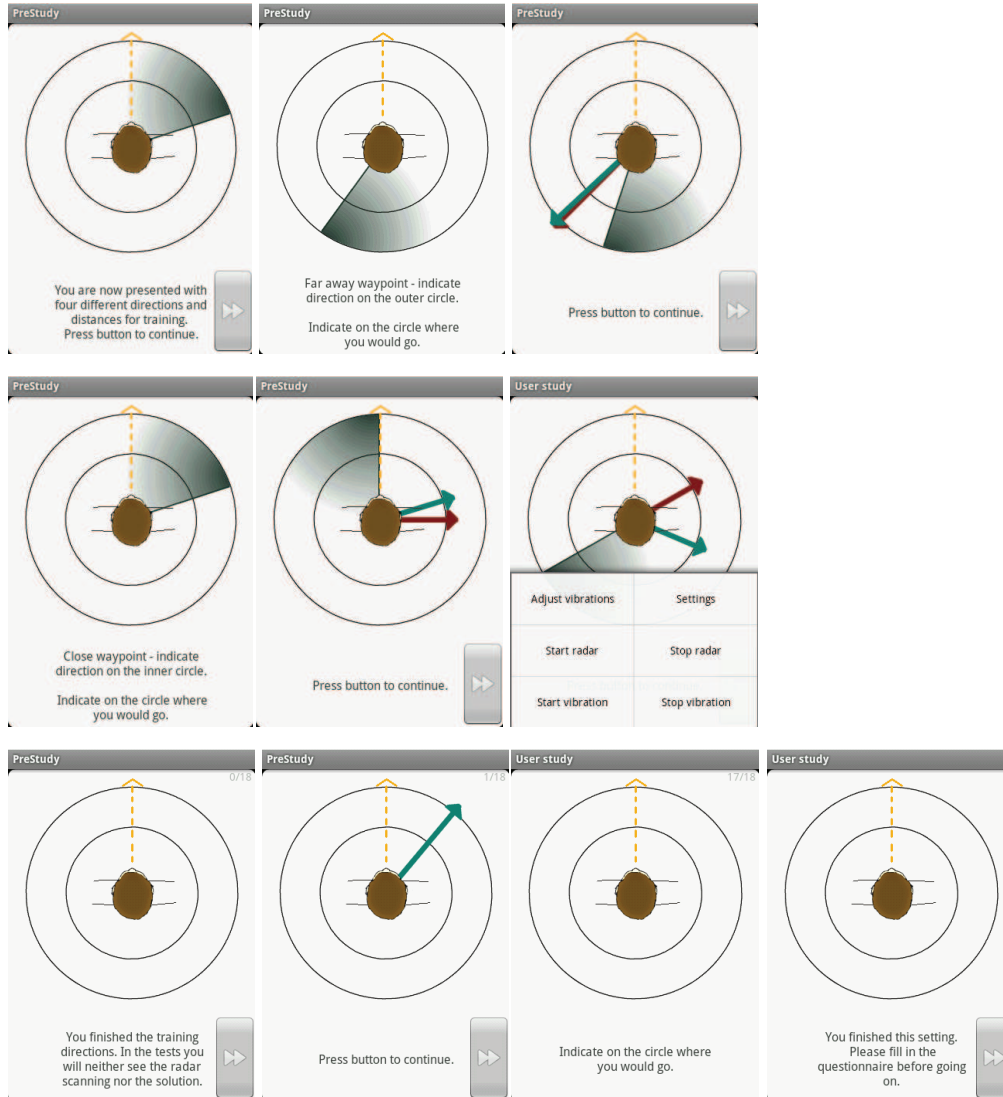 PreStudy
You are now presented with
four different directions and
distances for training.
Press button to continue.
PreStudy
Far away waypoint - indicate
direction on the outer circle.
Indicate on the circle where
you would go.
PreStudy
Press button to continue.
PreStudy
Close waypoint - indicate
direction on the inner circle.
Indicate on the circle where
you would go.
PreStudy
Press button to continue.
User study
Adjust vibrations
Settings
Start radar
Stop radar
Start vibration
Stop vibration
PreStudy
0/18
You finished the training
directions. In the tests you
will neither see the radar
scanning nor the solution.
PreStudy
1/18
Press button to continue.
User study
17/18
Indicate on the circle where
you would go.
User study
You finished this setting.
Please fill in the
questionnaire before going
on.